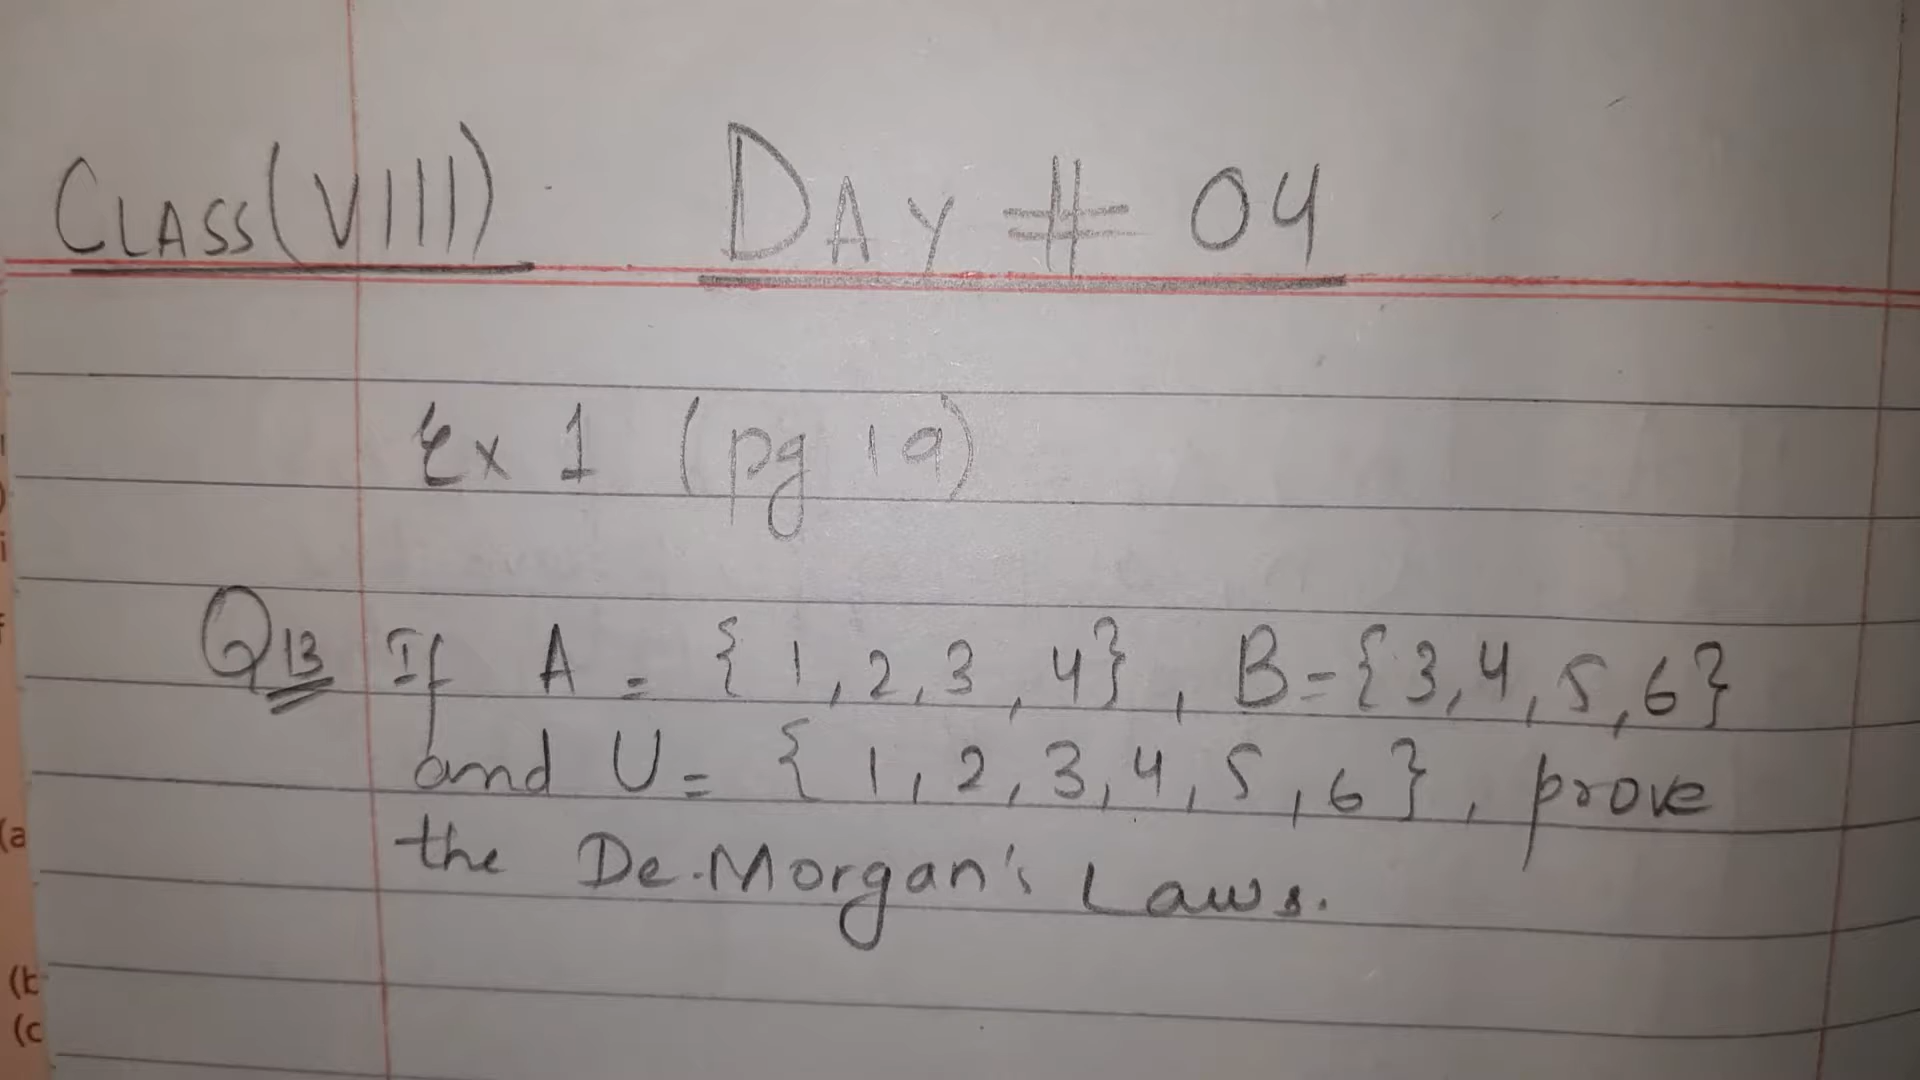 CLASS(VIII) DAY # 04
Ex 1 (pg 19)
Q13 If A = {1,2,3,4}, B={3,4,5,6}
and U= {1,2,3,4,5,6}, prove
the De-Morgan's Laws.
(a
(b
(c